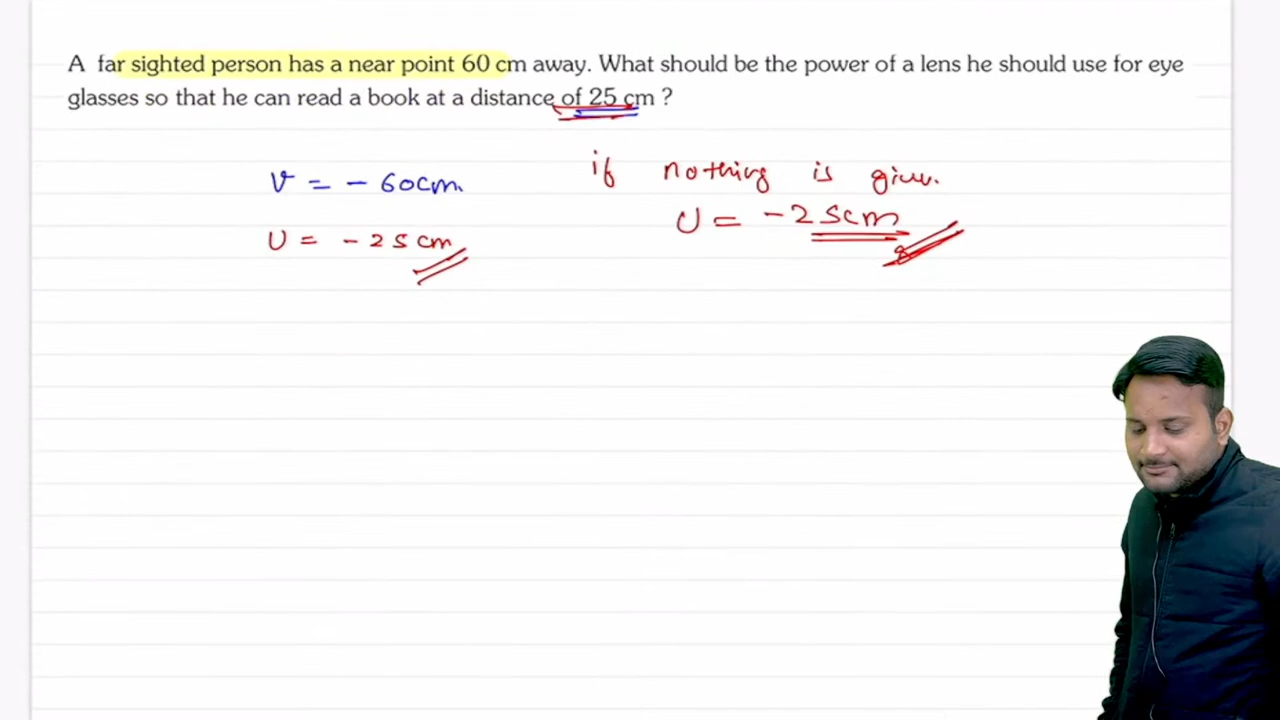 A far sighted person has a near point 60 cm away. What should be the power of a lens he should use for eye
glasses so that he can read a book at a distance of 25 cm ?
if nothing is given.
v = - 60cm.
U = -25cm
U = - 25 cm